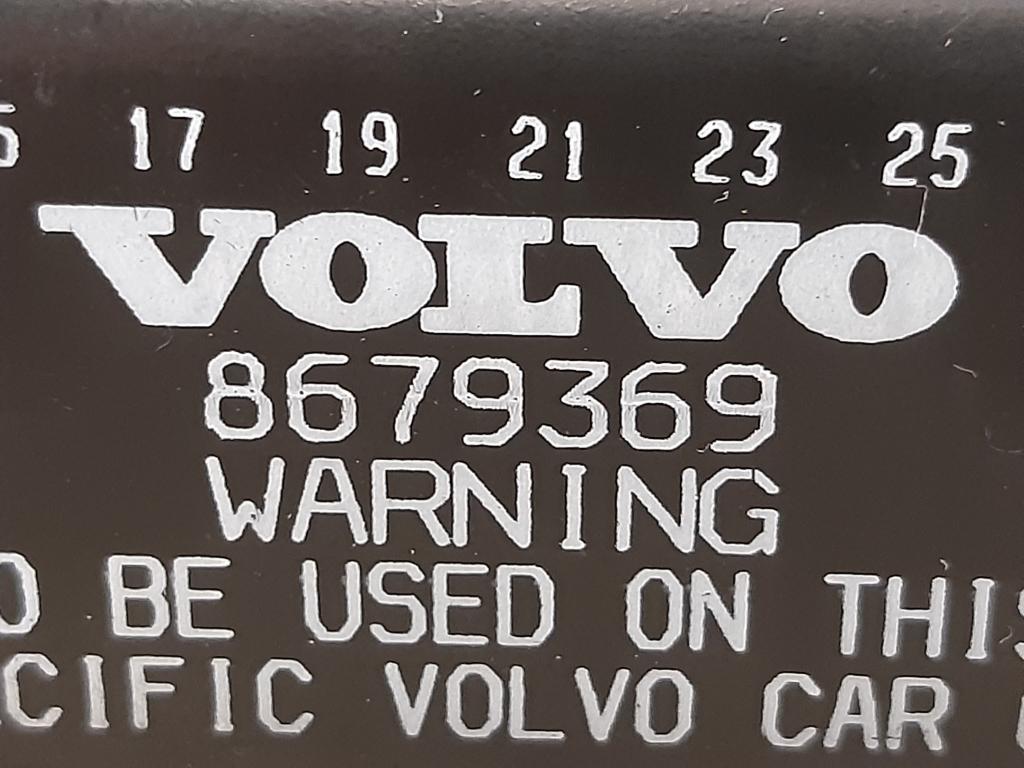 17 19 21 23 25
VOLVO
8679369
WARNING
BE USED ON THIS
CIFIC VOLVO CAR